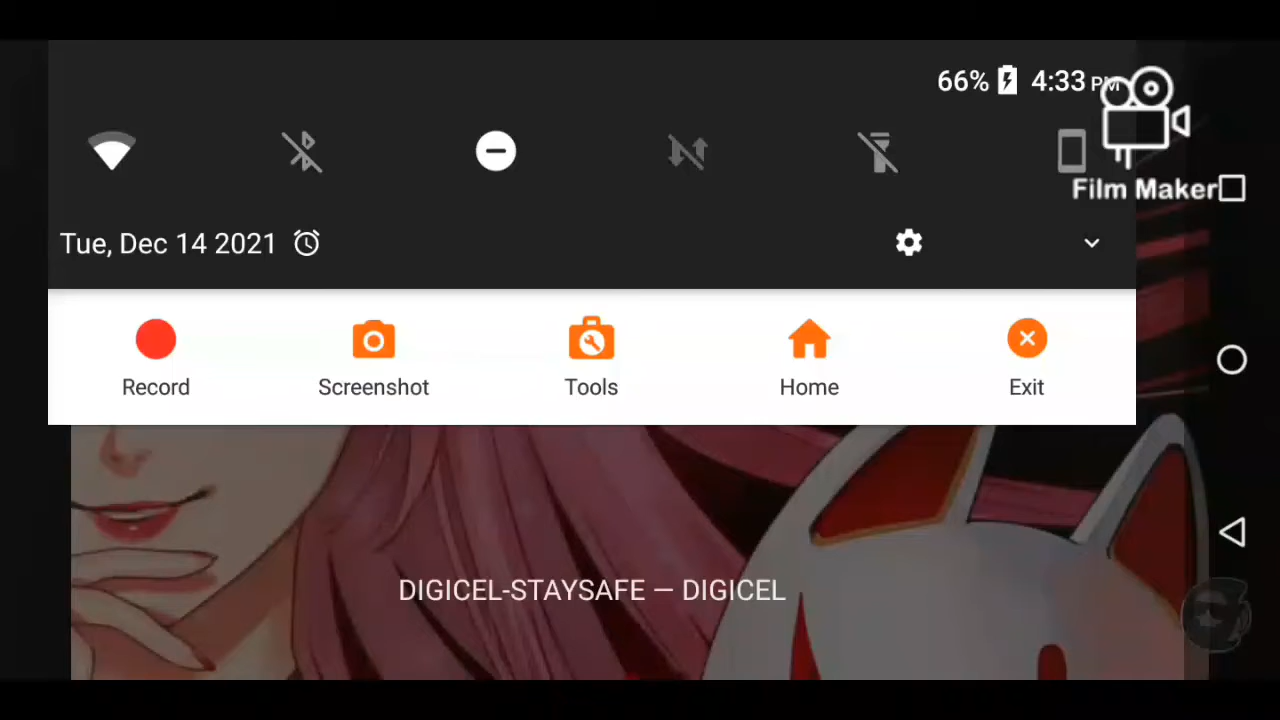 66% 4:33 PM
Film Maker
Tue, Dec 14 2021
Record Screenshot Tools Home Exit
DIGICEL-STAYSAFE — DIGICEL